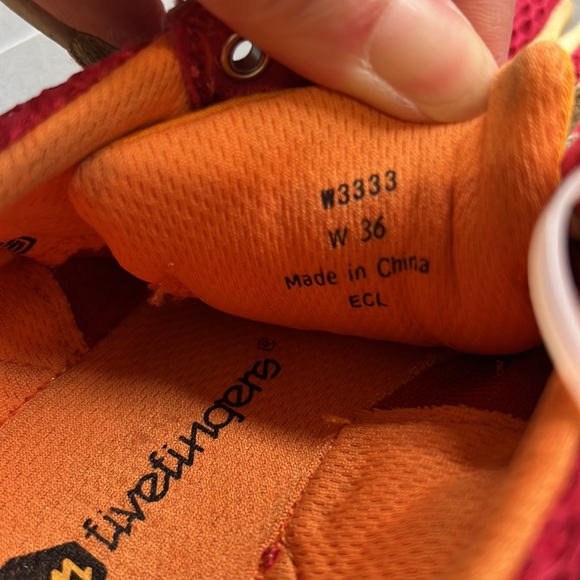 W3333
W 36
Made in China
ECL
fivefingers®